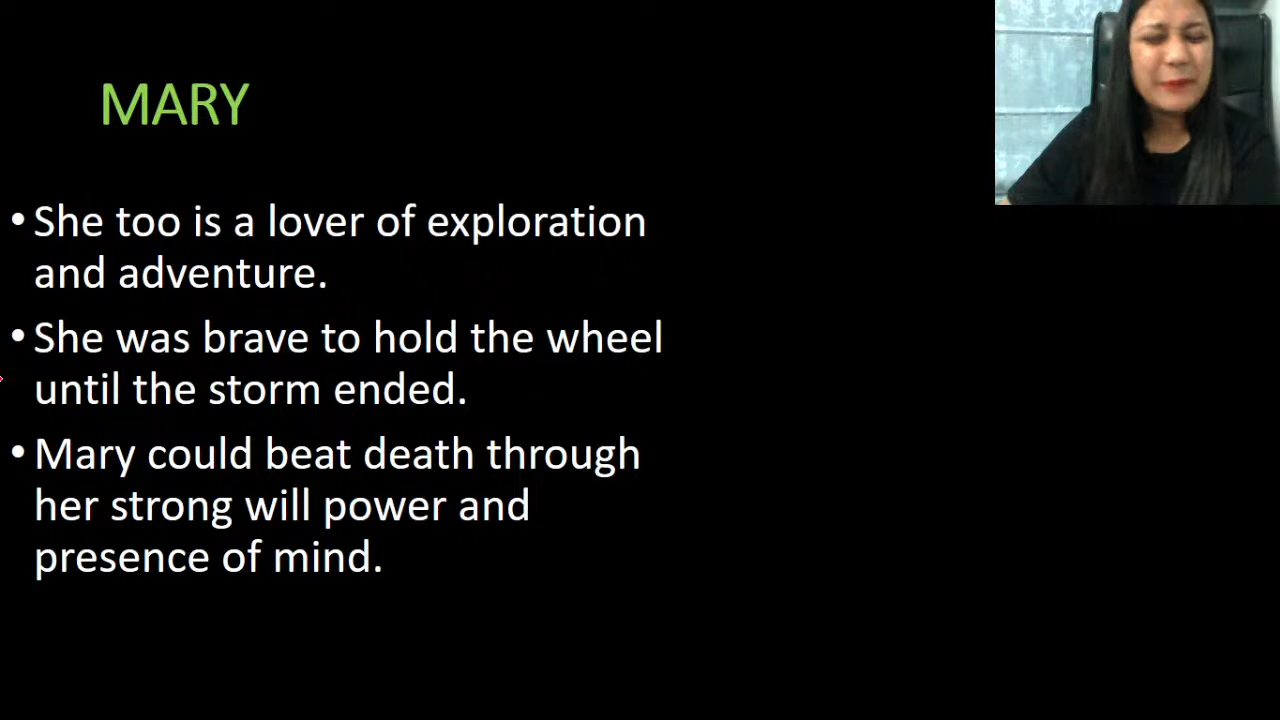 MARY
• She too is a lover of exploration
and adventure.
• She was brave to hold the wheel
until the storm ended.
• Mary could beat death through
her strong will power and
presence of mind.